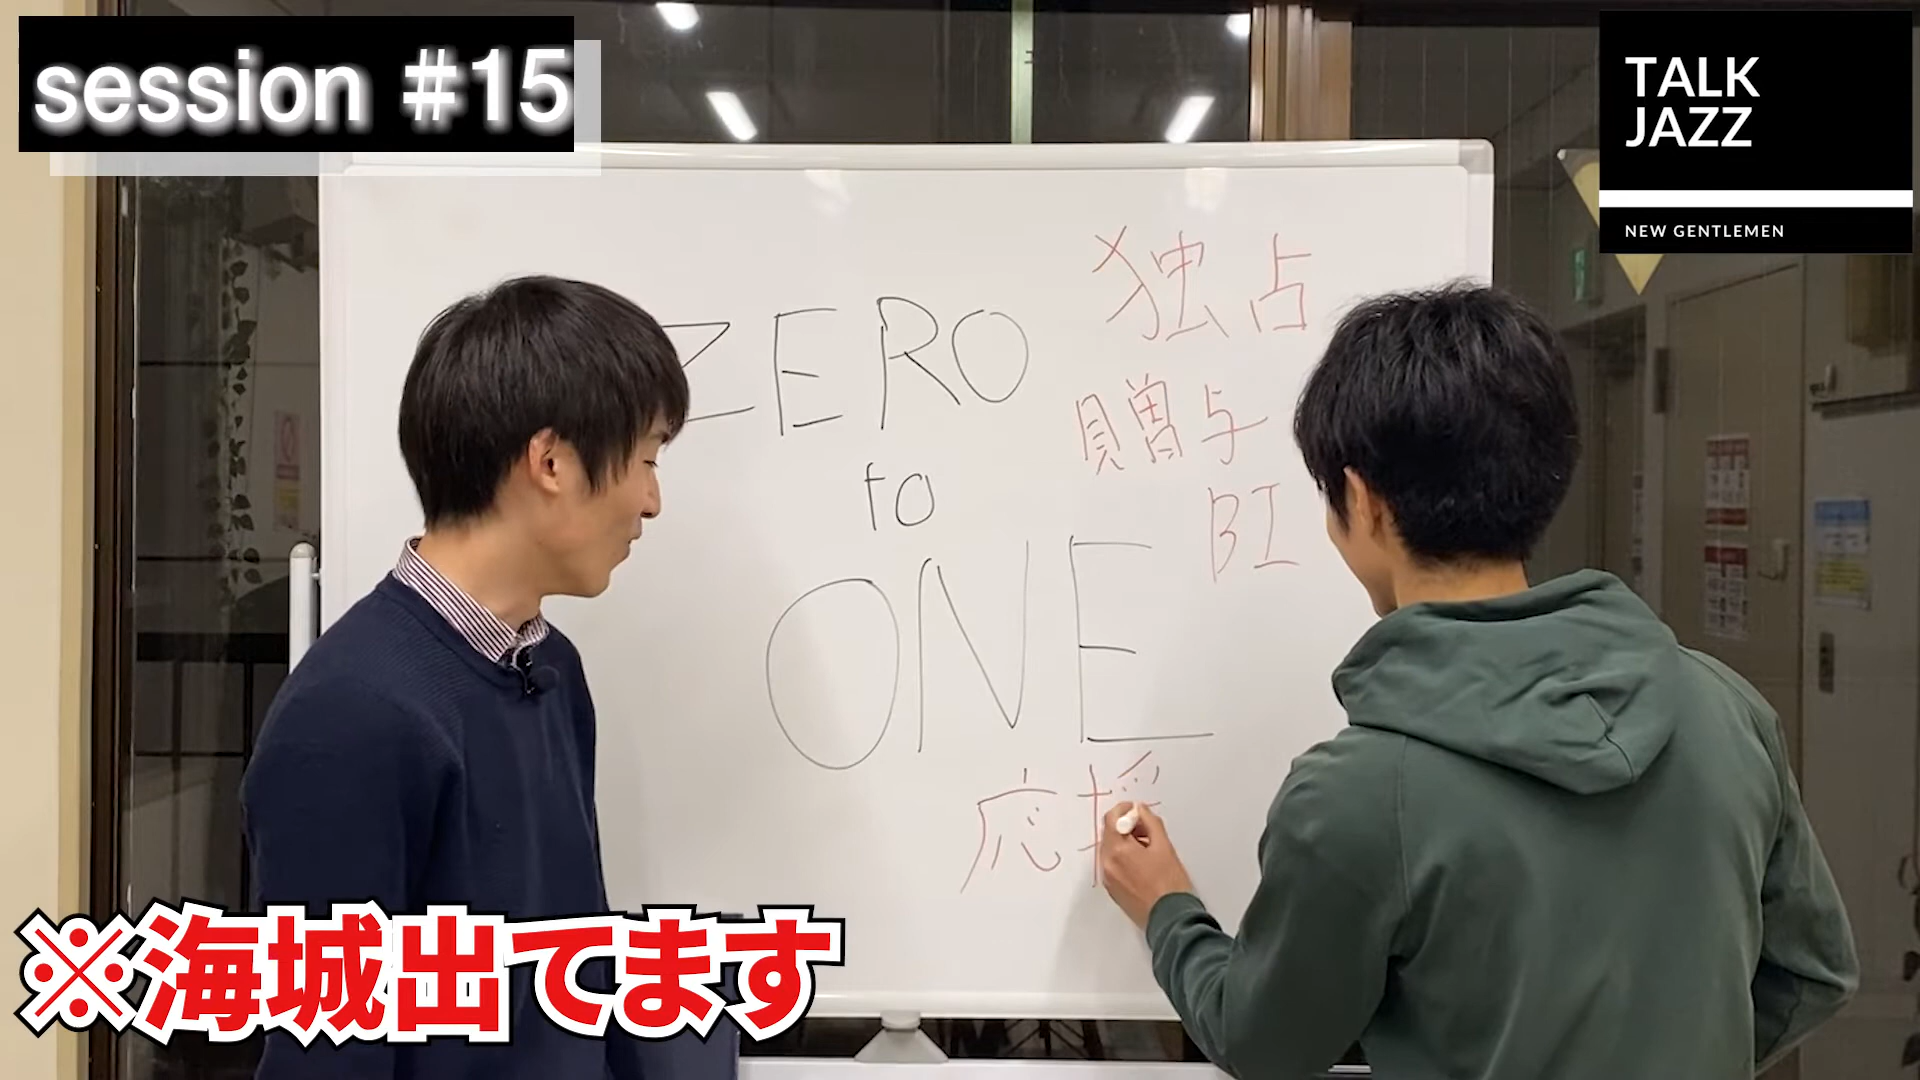 session #15
TALK
JAZZ
NEW GENTLEMEN
独占
ZERO
贈与
to
BI
ONE
応援
※海城出てます